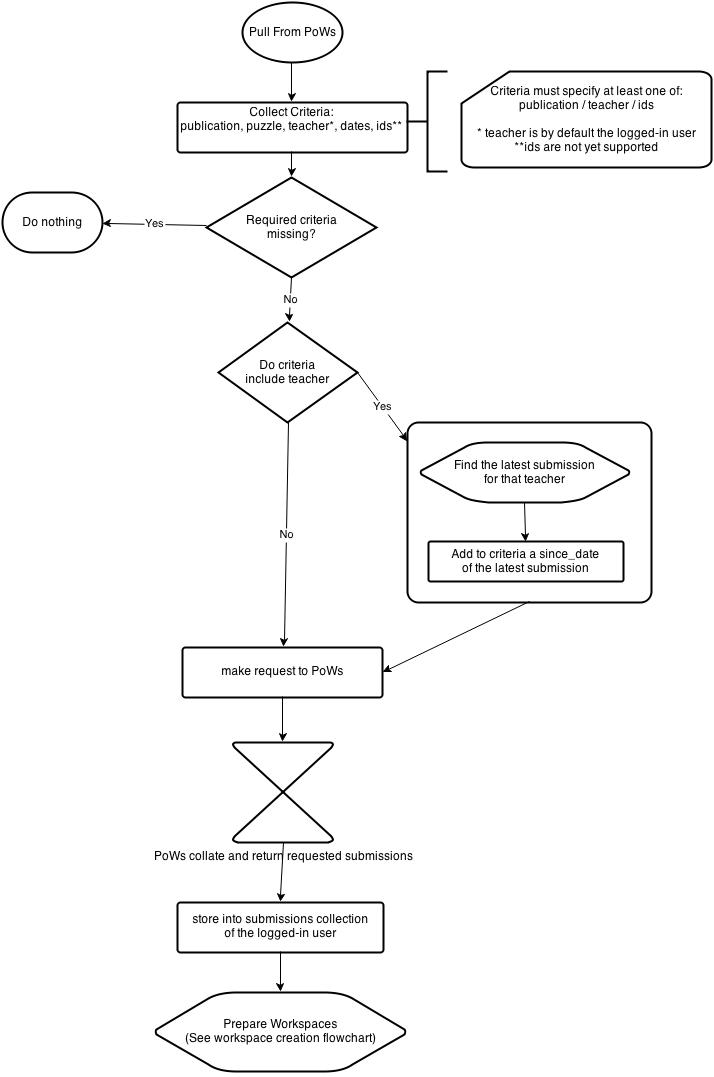 Pull From PoWs
Collect Criteria:
publication, puzzle, teacher*, dates, ids**
Criteria must specify at least one of:
publication / teacher / ids
* teacher is by default the logged-in user
**ids are not yet supported
Required criteria
missing?
Yes
Do nothing
No
Do criteria
include teacher
Yes
Find the latest submission
for that teacher
Add to criteria a since_date
of the latest submission
No
make request to PoWs
PoWs collate and return requested submissions
store into submissions collection
of the logged-in user
Prepare Workspaces
(See workspace creation flowchart)